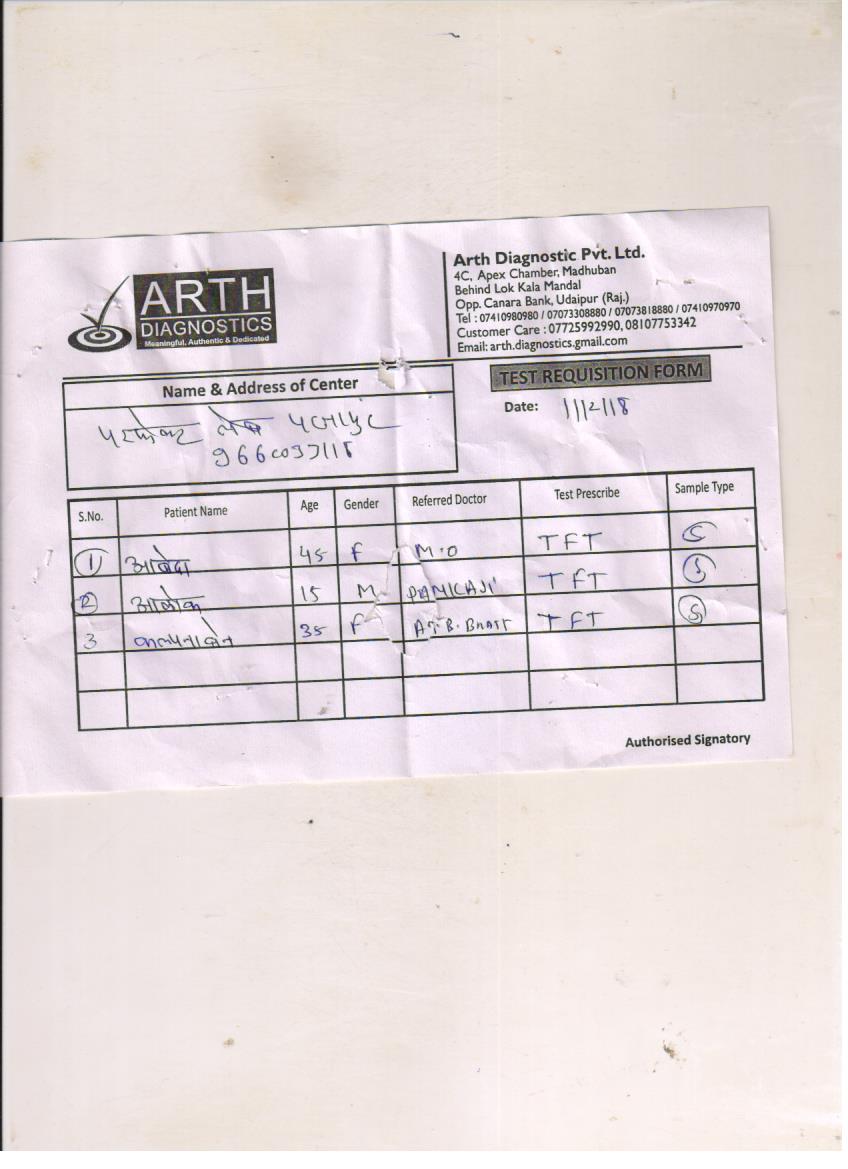 ARTH
DIAGNOSTICS
Meaningful, Authentic & Dedicated
Arth Diagnostic Pvt. Ltd.
4C, Apex Chamber, Madhuban
Behind Lok Kala Mandal
Opp. Canara Bank, Udaipur (Raj.)
Tel : 07410980980 / 07073308880 / 07073818880 / 07410970970
Customer Care : 07725992990, 08107753342
Email: arth.diagnostics.gmail.com
Name & Address of Center
TEST REQUISITION FORM
Date: 1/12/18
S.No. Patient Name Age Gender Referred Doctor Test Prescribe Sample Type
1 45 F M.O TFT S
2 आलोक 15 M TFT S
3 35 F TFT S
Authorised Signatory